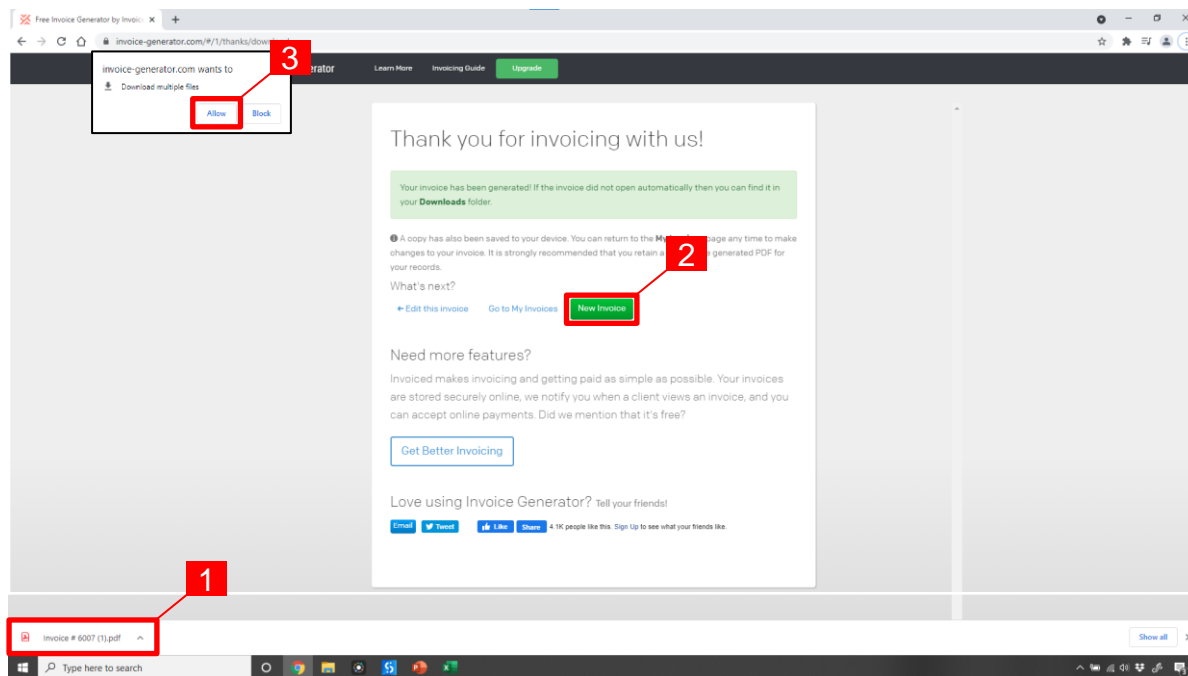 Free Invoice Generator by Invoic
invoice-generator.com/#/1/thanks/dow
3
invoice-generator.com wants to
Download multiple files
Allow
Block
erator
Learn More
Invoicing Guide
Upgrade
Thank you for invoicing with us!
Your invoice has been generated! If the invoice did not open automatically then you can find it in
your Downloads folder.
A copy has also been saved to your device. You can return to the My page any time to make
changes to your invoice. It is strongly recommended that you retain a generated PDF for
your records.
2
What's next?
Edit this invoice
Go to My Invoices
New Invoice
Need more features?
Invoiced makes invoicing and getting paid as simple as possible. Your invoices
are stored securely online, we notify you when a client views an invoice, and you
can accept online payments. Did we mention that it's free?
Get Better Invoicing
Love using Invoice Generator? Tell your friends!
Email
Tweet
Like
Share
4.1K people like this. Sign Up to see what your friends like.
1
Invoice # 6007 (1).pdf
Show all
Type here to search